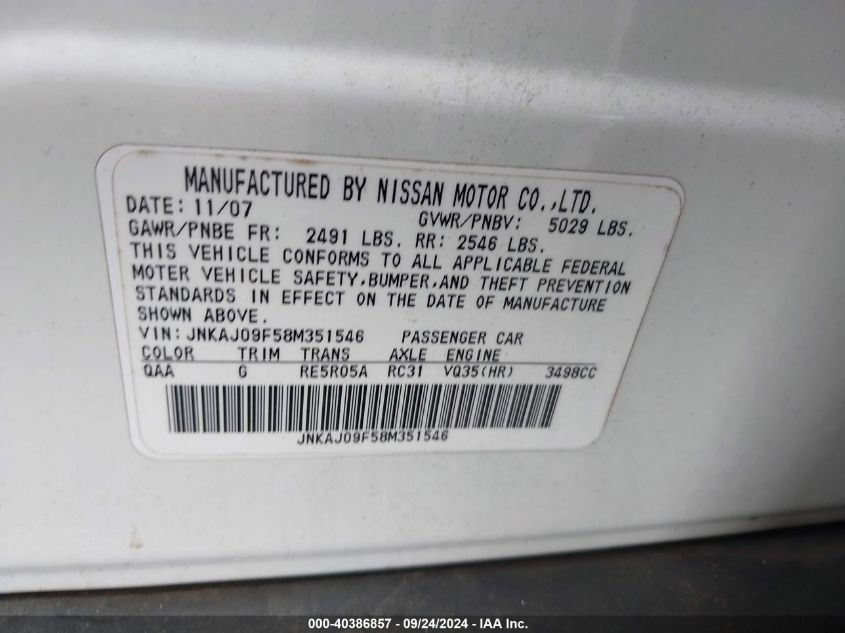 MANUFACTURED BY NISSAN MOTOR CO.,LTD.
DATE: 11/07 GVWR/PNBV: 5029 LBS.
GAWR/PNBE FR: 2491 LBS. RR: 2546 LBS.
THIS VEHICLE CONFORMS TO ALL APPLICABLE FEDERAL
MOTER VEHICLE SAFETY,BUMPER,AND THEFT PREVENTION
STANDARDS IN EFFECT ON THE DATE OF MANUFACTURE
SHOWN ABOVE.
VIN: JNKAJ09F58M351546 PASSENGER CAR
COLOR TRIM TRANS AXLE ENGINE
QAA G RE5R05A RC31 VQ35(HR) 3498CC
JNKAJ09F58M351546
000-40386857 - 09/24/2024 - IAA Inc.